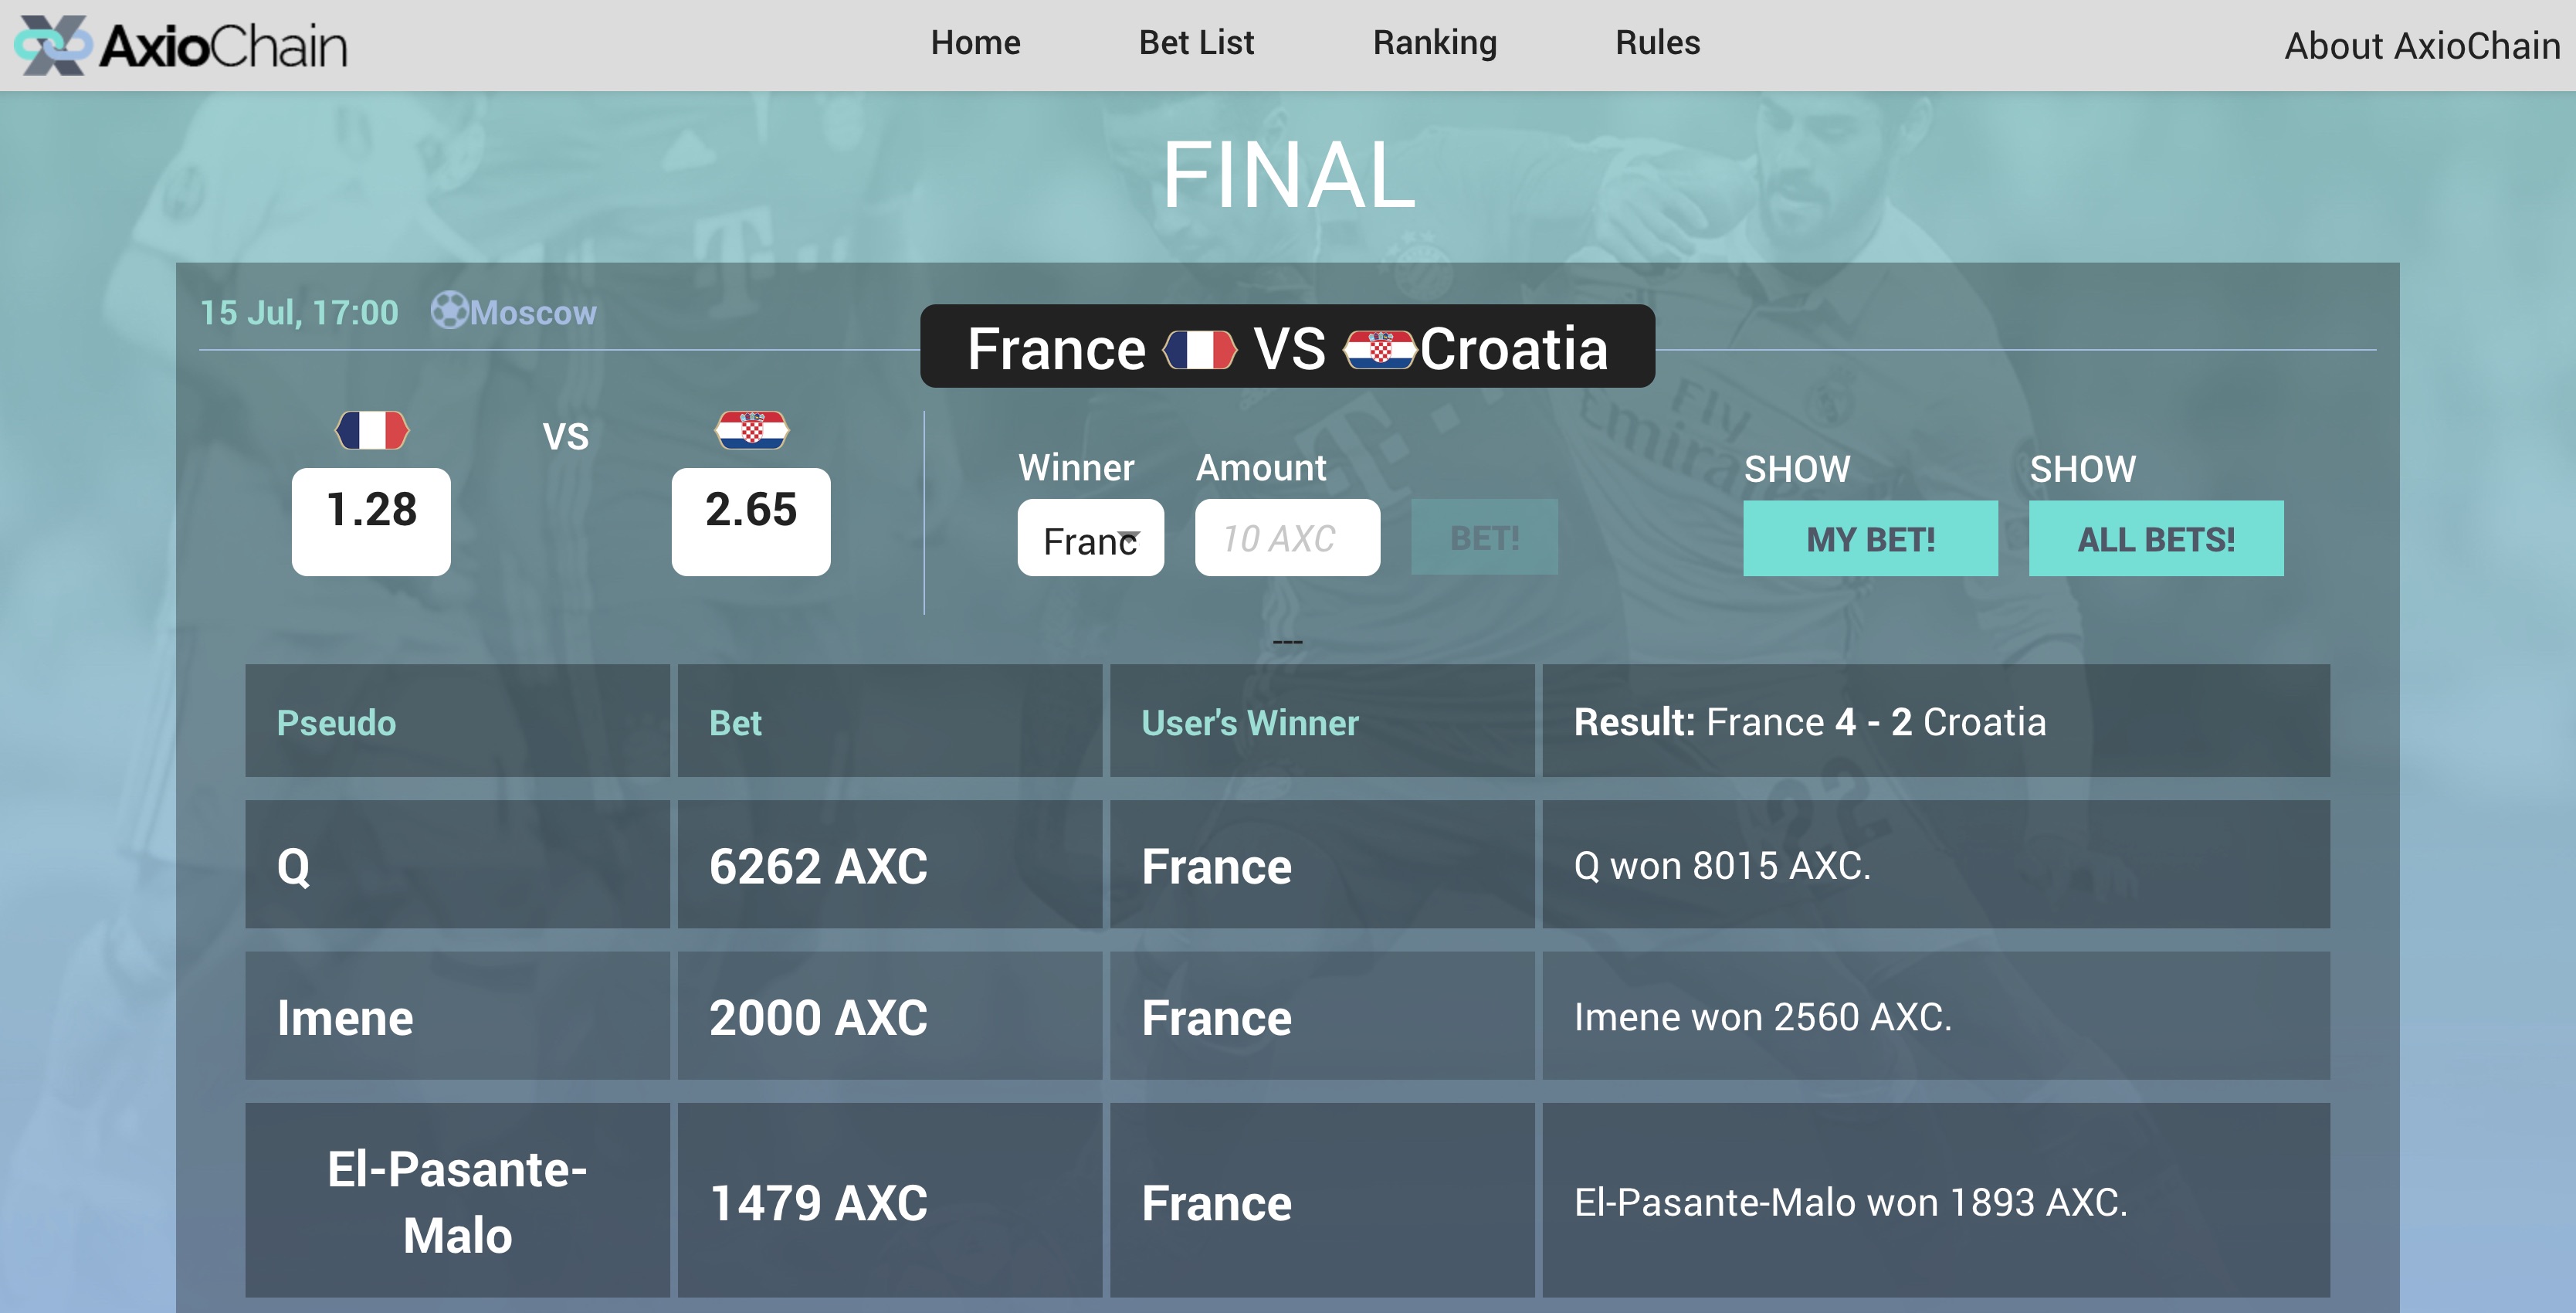 AxioChain
Home
Bet List
Ranking
Rules
About AxioChain
FINAL
15 Jul, 17:00
Moscow
France VS Croatia
VS
1.28
2.65
Winner
Amount
Franc
10 AXC
BET!
SHOW
MY BET!
SHOW
ALL BETS!
---
Pseudo
Bet
User's Winner
Result: France 4 - 2 Croatia
Q
6262 AXC
France
Q won 8015 AXC.
Imene
2000 AXC
France
Imene won 2560 AXC.
El-Pasante-
Malo
1479 AXC
France
El-Pasante-Malo won 1893 AXC.
T
Fly
Emirates
T
22